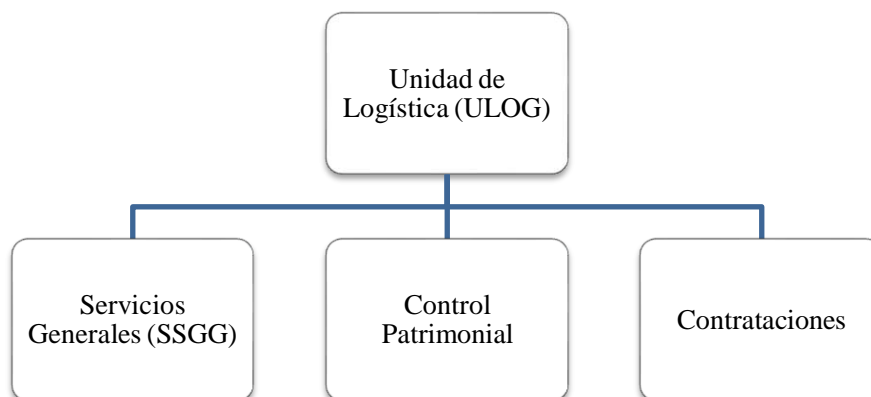 Unidad de
Logística (ULOG)
Servicios
Generales (SSGG)
Control
Patrimonial
Contrataciones